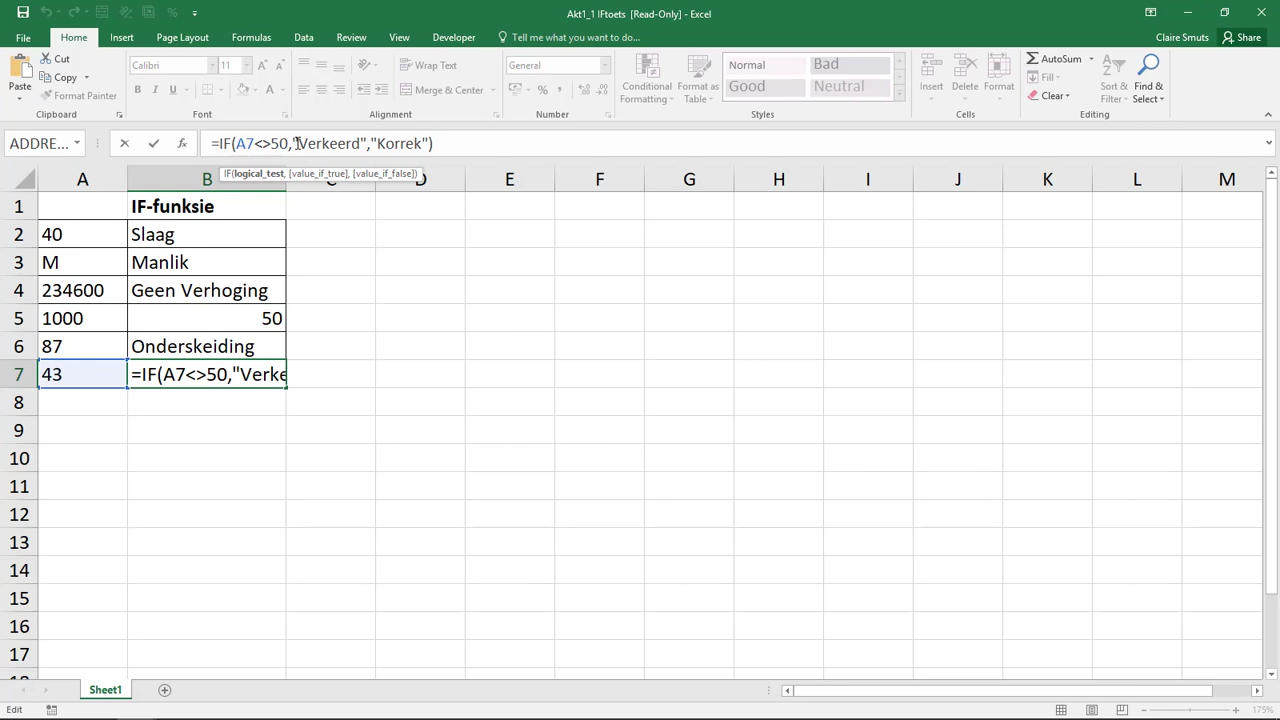 Akt1_1 IFtoets [Read-Only] - Excel
File Home Insert Page Layout Formulas Data Review View Developer Tell me what you want to do... Claire Smuts Share
Paste
Cut
Copy
Format Painter
Clipboard
Calibri 11
B I U
Font
Wrap Text
Merge & Center
Alignment
General
Number
Conditional Formatting
Format as Table
Normal Bad
Good Neutral
Styles
Insert Delete Format
Cells
AutoSum
Fill
Clear
Sort & Filter
Find & Select
Editing
ADDRE... fx =IF(A7<>50,"Verkeerd","Korrek")
IF(logical_test, [value_if_true], [value_if_false])
A B C D E F G H I J K L M
1 IF-funksie
2 40 Slaag
3 M Manlik
4 234600 Geen Verhoging
5 1000 50
6 87 Onderskeiding
7 43 =IF(A7<>50,"Verke
8
9
10
11
12
13
14
15
16
17
Sheet1
Edit 175%